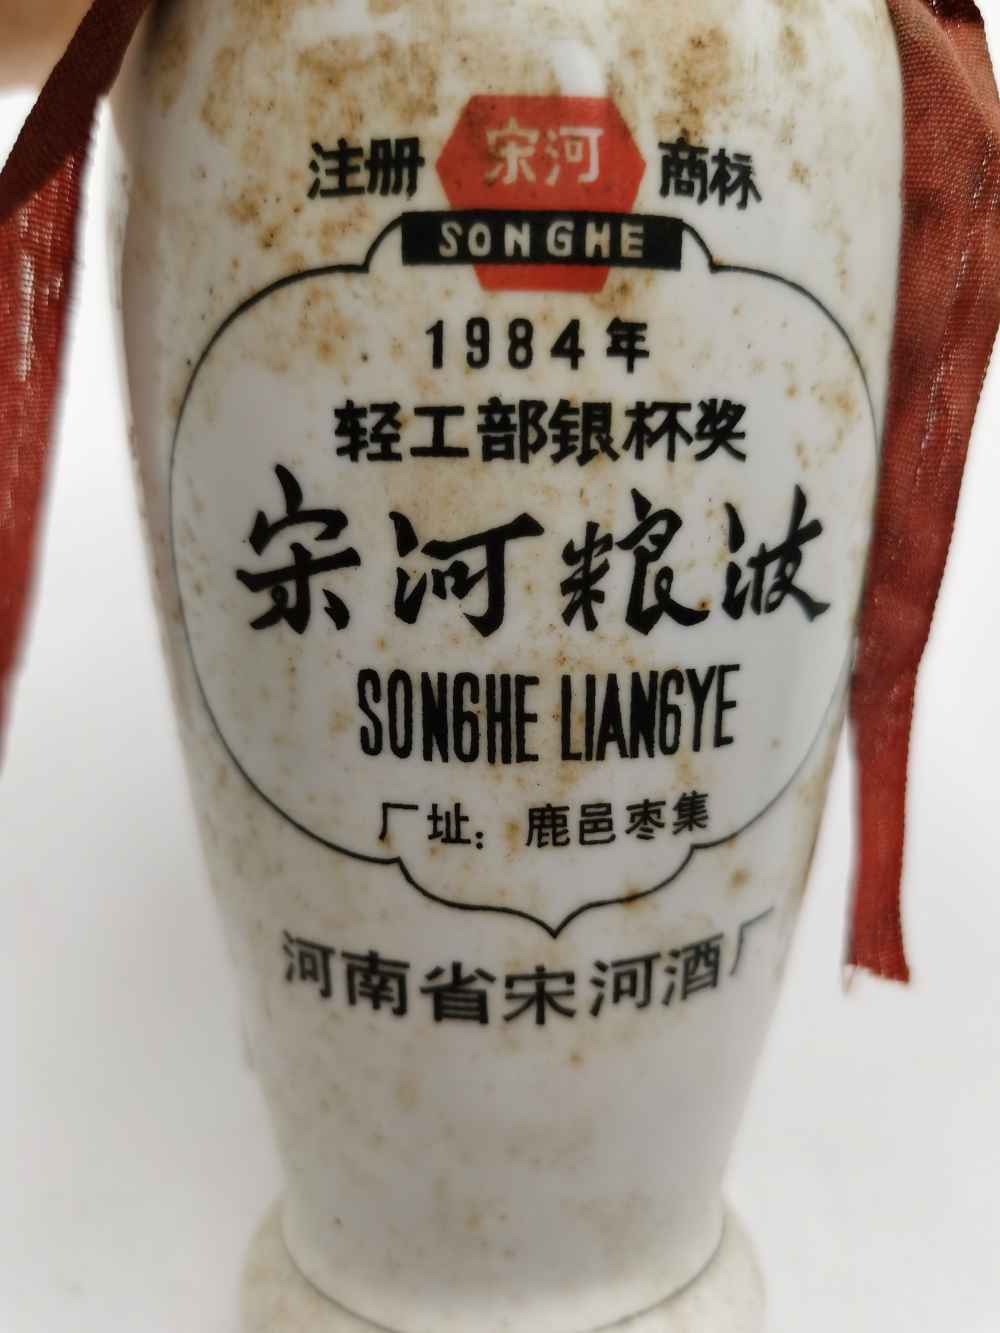 注册 宋河 商标
SONGHE
1984年
轻工部银杯奖
宋河粮液
SONGHE LIANGYE
厂址：鹿邑枣集
河南省宋河酒厂